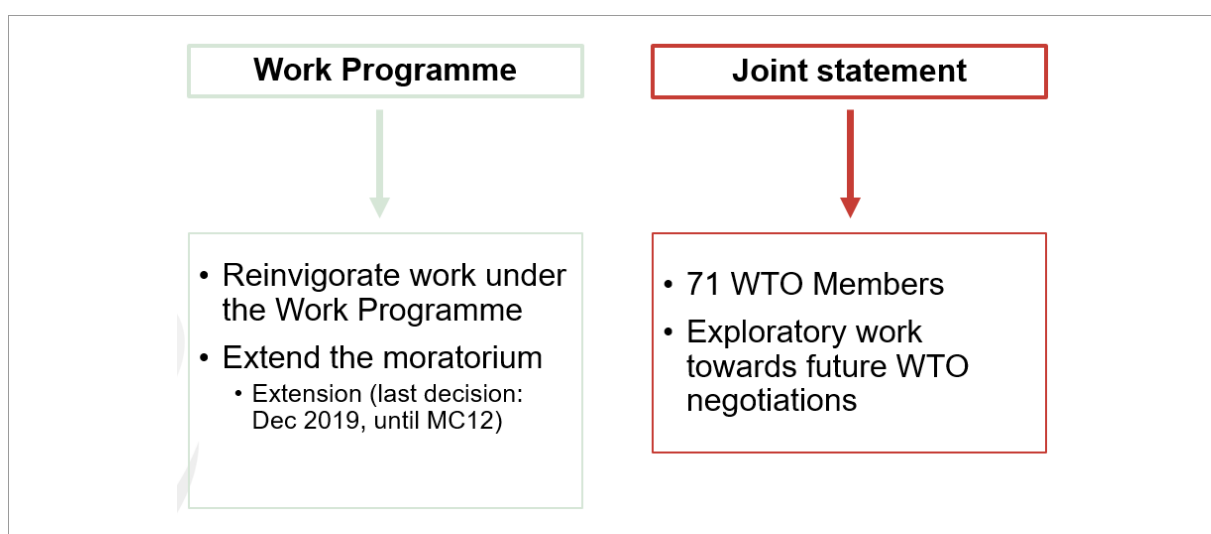 Work Programme
• Reinvigorate work under
the Work Programme
• Extend the moratorium
• Extension (last decision:
Dec 2019, until MC12)
Joint statement
• 71 WTO Members
• Exploratory work
towards future WTO
negotiations